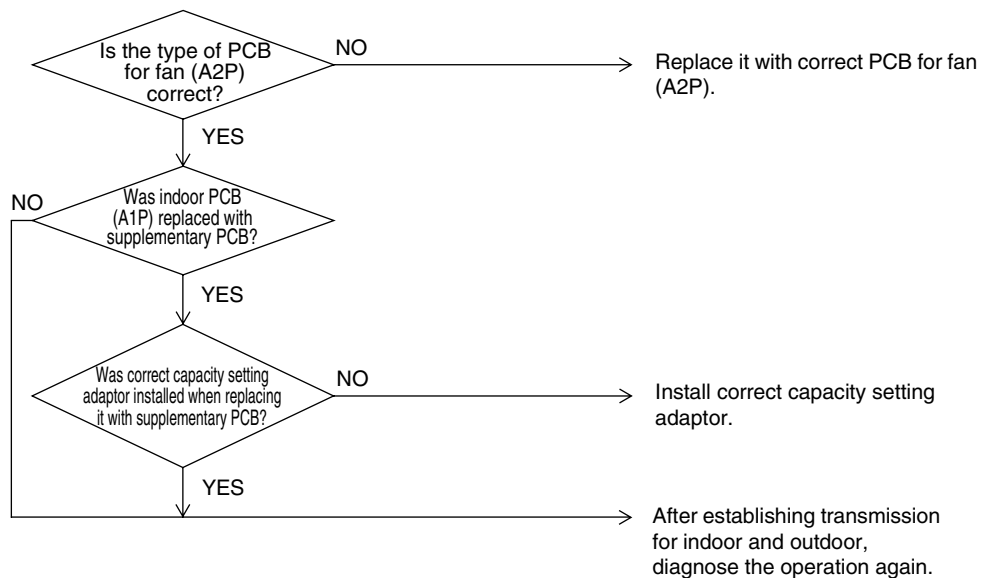 Is the type of PCB
for fan (A2P)
correct?
NO
Replace it with correct PCB for fan
(A2P).
YES
NO
Was indoor PCB
(A1P) replaced with
supplementary PCB?
YES
Was correct capacity setting
adaptor installed when replacing
it with supplementary PCB?
NO
Install correct capacity setting
adaptor.
YES
After establishing transmission
for indoor and outdoor,
diagnose the operation again.